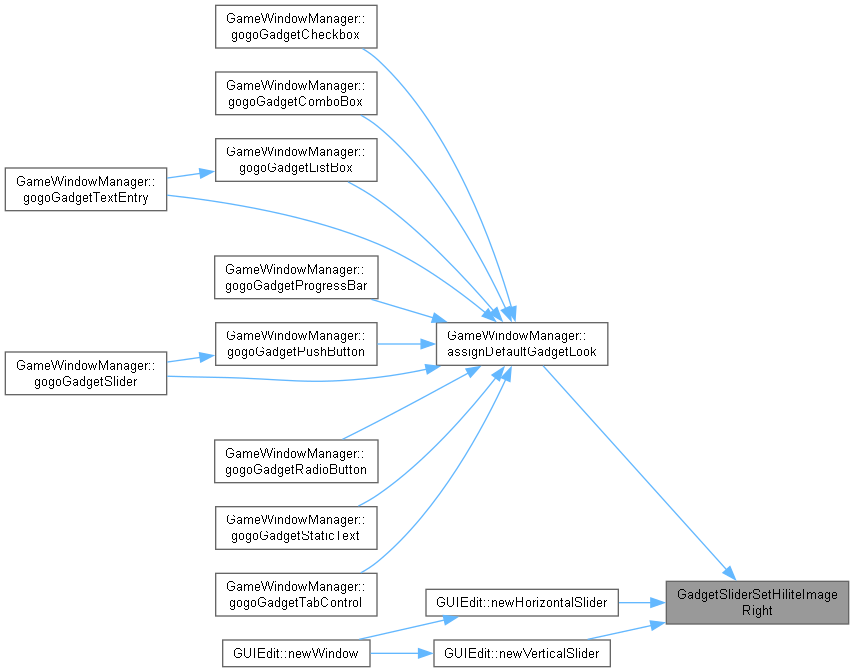 GameWindowManager::
gogoGadgetCheckbox
GameWindowManager::
gogoGadgetComboBox
GameWindowManager::
gogoGadgetListBox
GameWindowManager::
gogoGadgetTextEntry
GameWindowManager::
gogoGadgetProgressBar
GameWindowManager::
gogoGadgetPushButton
GameWindowManager::
assignDefaultGadgetLook
GameWindowManager::
gogoGadgetSlider
GameWindowManager::
gogoGadgetRadioButton
GameWindowManager::
gogoGadgetStaticText
GameWindowManager::
gogoGadgetTabControl
GadgetSliderSetHiliteImage
Right
GUIEdit::newHorizontalSlider
GUIEdit::newWindow
GUIEdit::newVerticalSlider